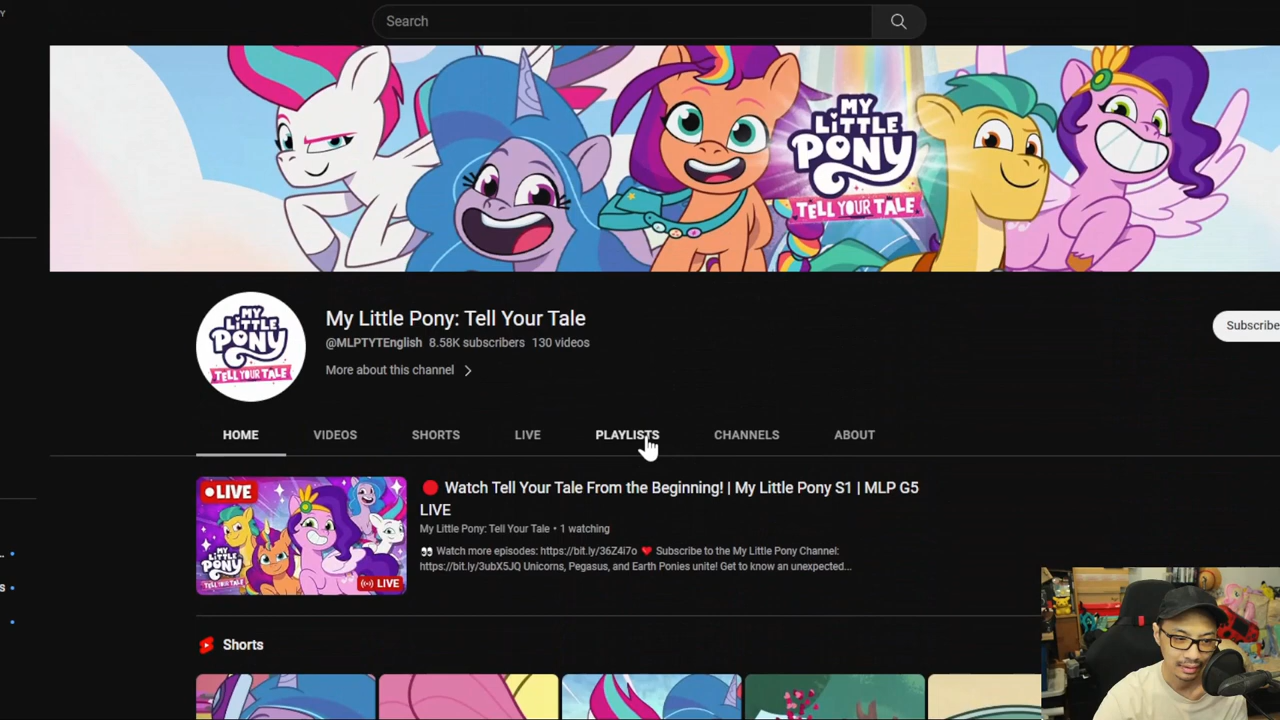 Y
Search
MY
LITTLE
PONY
TELL YOUR TALE
MY
LITTLE
PONY
TELL YOUR TALE
My Little Pony: Tell Your Tale
@MLPTYTEnglish 8.58K subscribers 130 videos
More about this channel
Subscribe
HOME VIDEOS SHORTS LIVE PLAYLISTS CHANNELS ABOUT
LIVE
MY
LITTLE
PONY
TELL YOUR TALE
LIVE
🔴 Watch Tell Your Tale From the Beginning! | My Little Pony S1 | MLP G5
LIVE
My Little Pony: Tell Your Tale • 1 watching
👀 Watch more episodes: https://bit.ly/36Z4i7o ❤️ Subscribe to the My Little Pony Channel:
https://bit.ly/3ubX5JQ Unicorns, Pegasus, and Earth Ponies unite! Get to know an unexpected...
...
s
Shorts